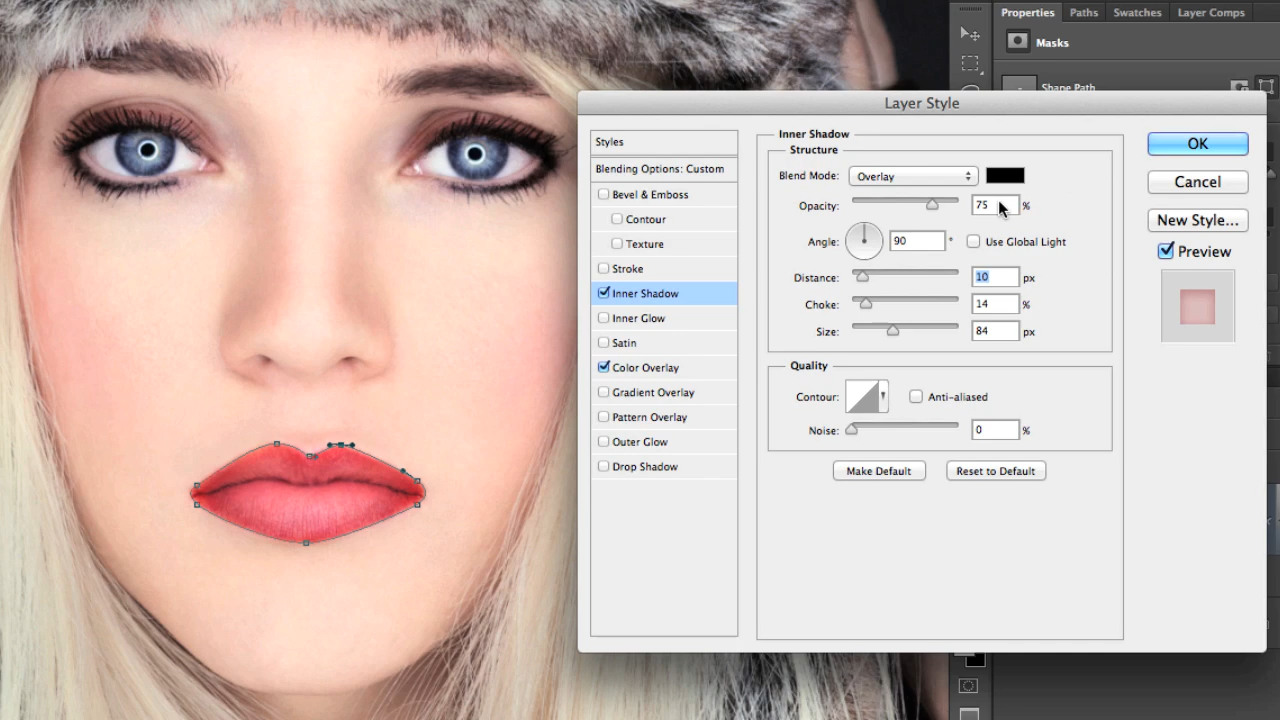 Properties Paths Swatches Layer Comps
Masks
Shape Path
Layer Style
Styles
Blending Options: Custom
Bevel & Emboss
Contour
Texture
Stroke
Inner Shadow
Inner Glow
Satin
Color Overlay
Gradient Overlay
Pattern Overlay
Outer Glow
Drop Shadow
Inner Shadow
Structure
Blend Mode: Overlay
Opacity: 75 %
Angle: 90 ° Use Global Light
Distance: 10 px
Choke: 14 %
Size: 84 px
Quality
Contour: Anti-aliased
Noise: 0 %
Make Default Reset to Default
OK
Cancel
New Style...
Preview